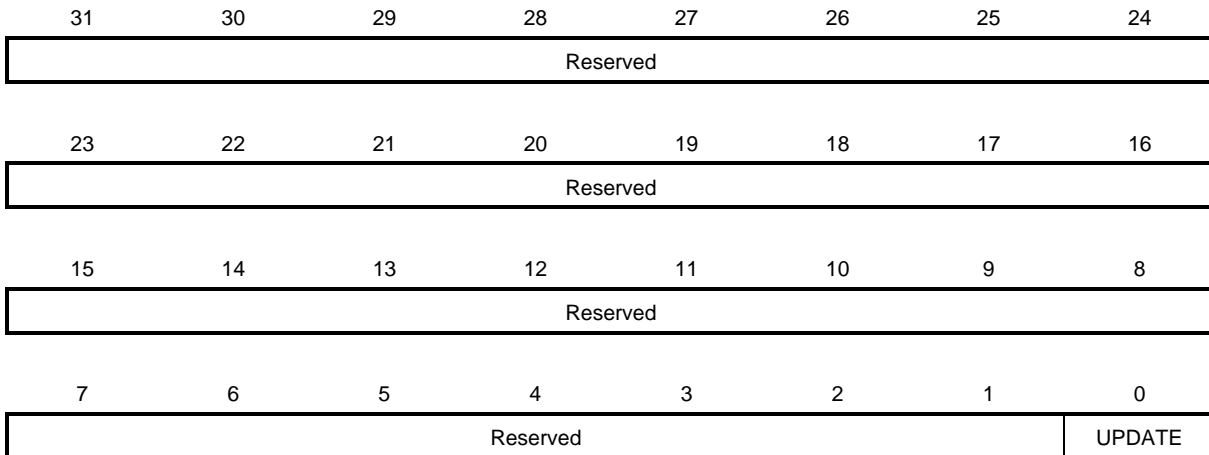 31 30 29 28 27 26 25 24
Reserved
23 22 21 20 19 18 17 16
Reserved
15 14 13 12 11 10 9 8
Reserved
7 6 5 4 3 2 1 0
Reserved UPDATE